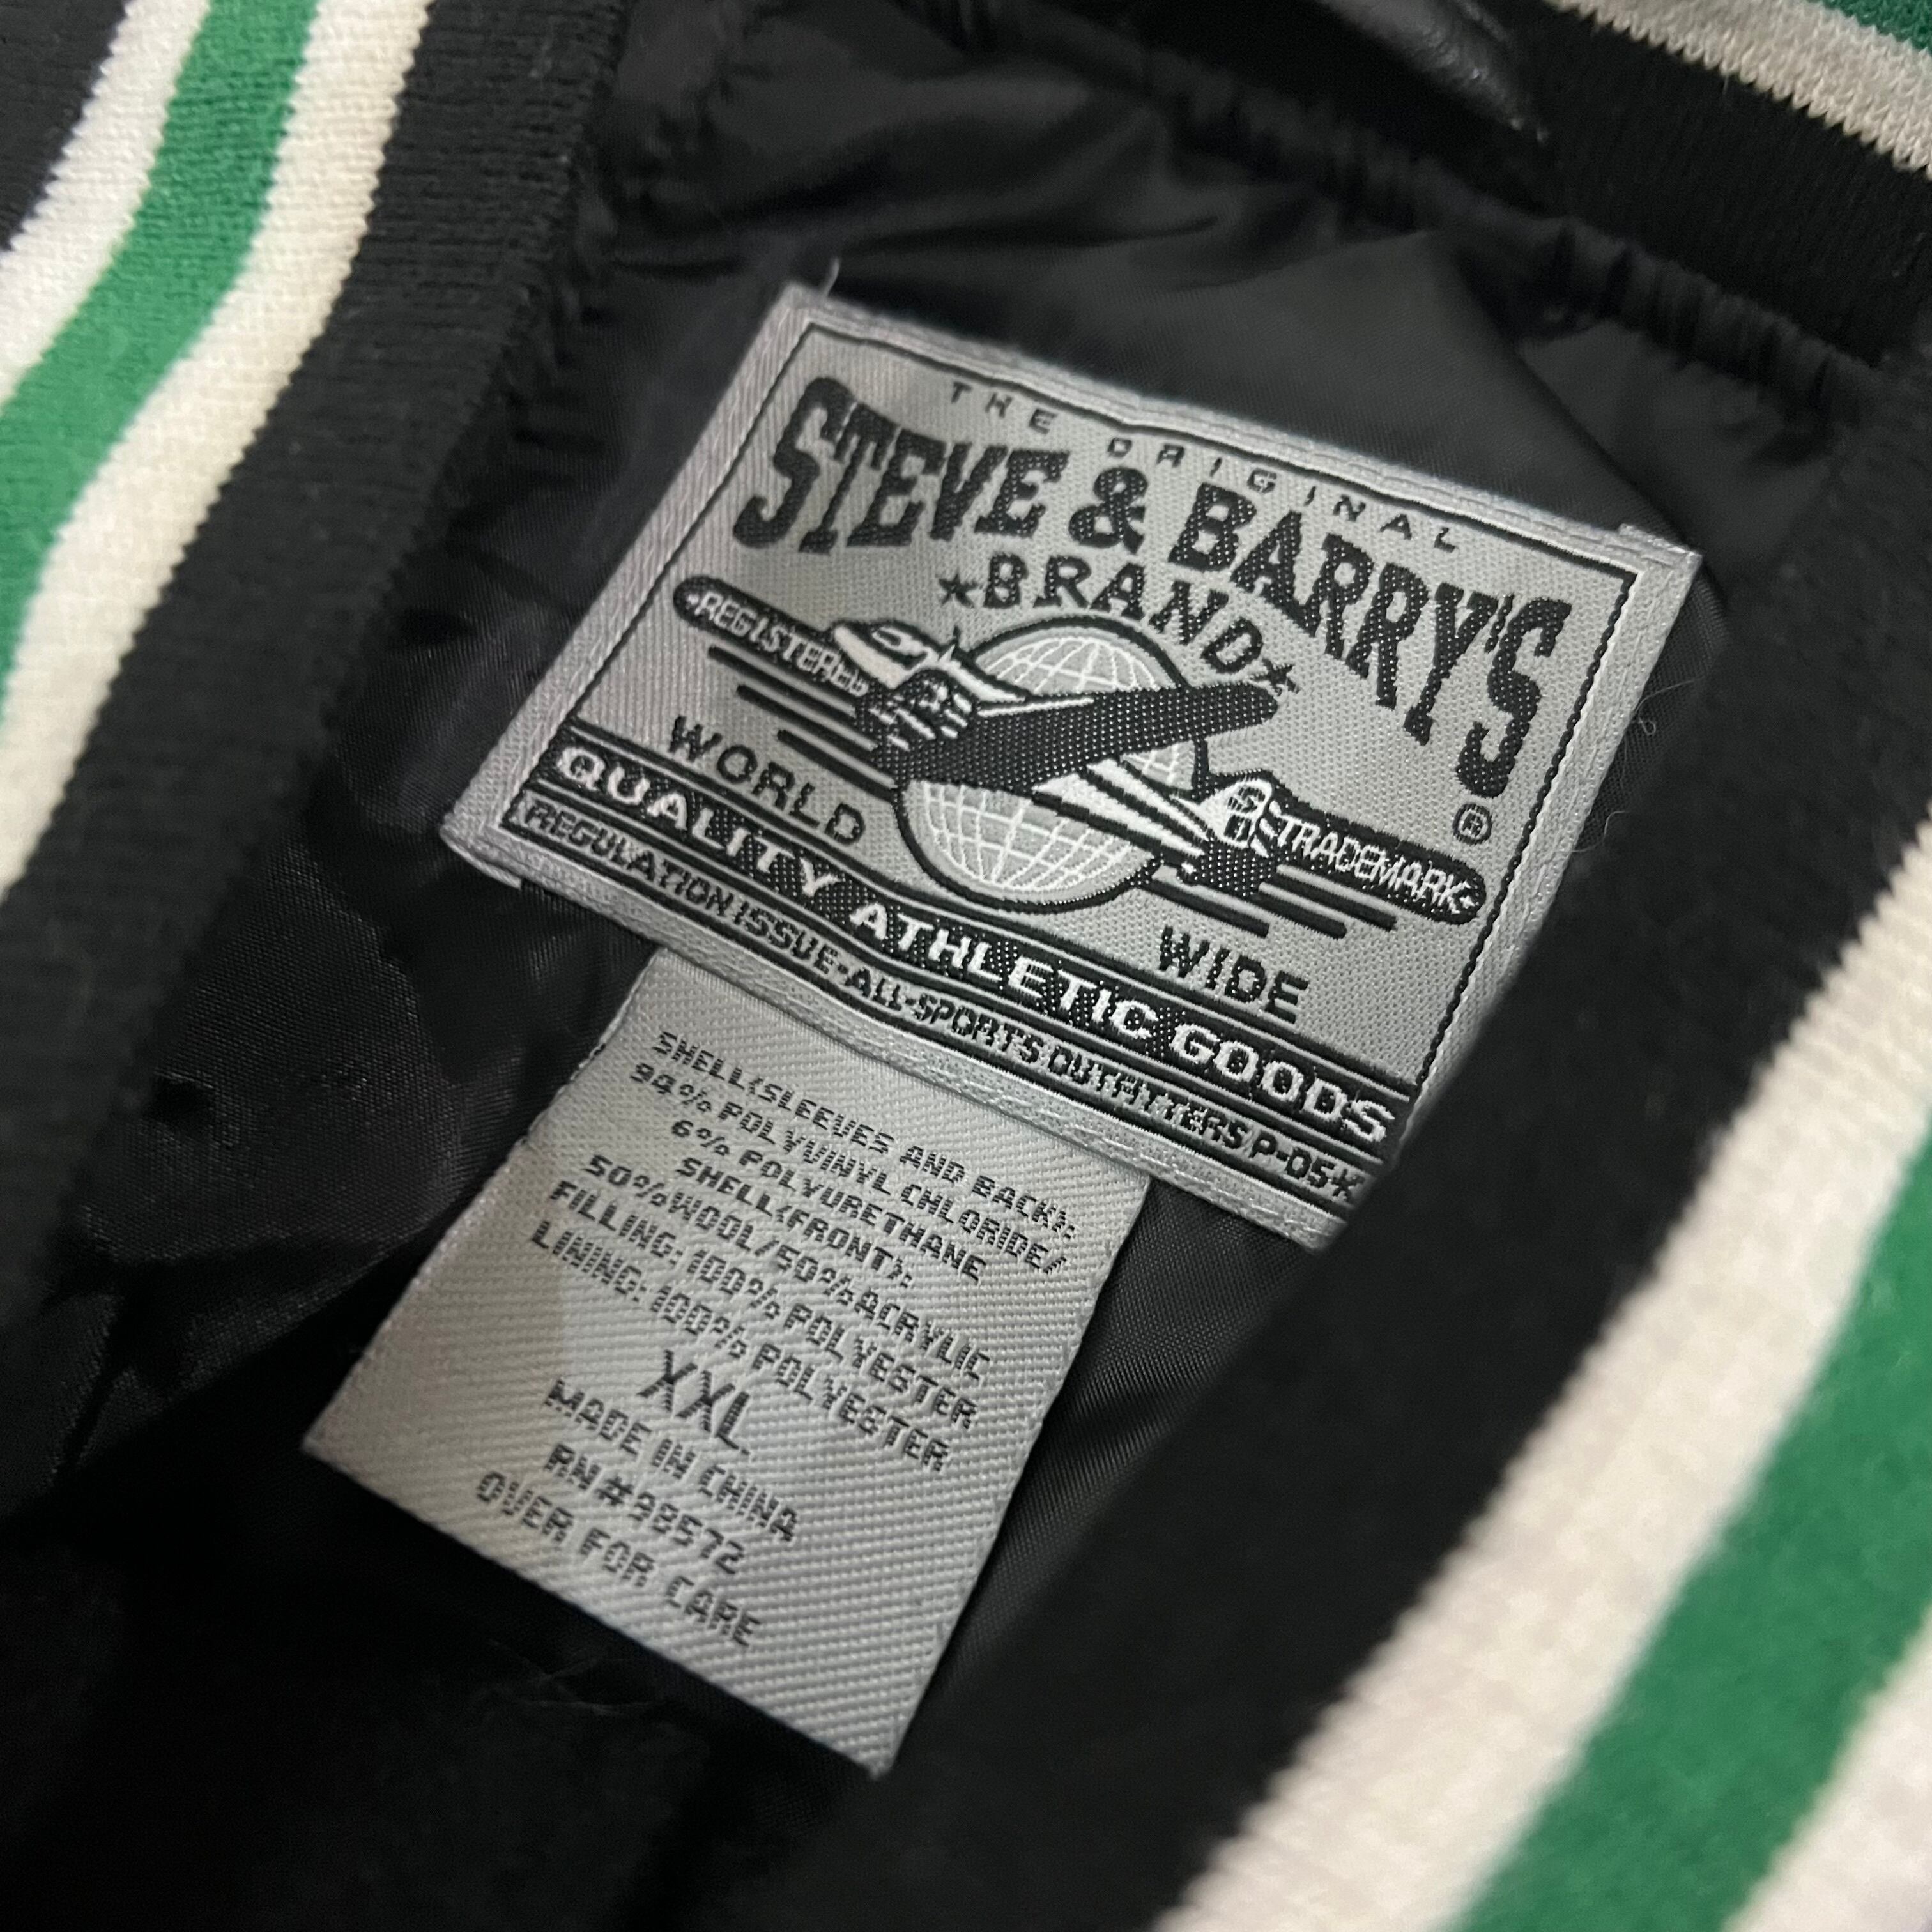 THE ORIGINAL
STEVE & BARRY'S
®
BRAND
REGISTERED
TRADEMARK
WORLD WIDE
QUALITY ATHLETIC GOODS
REGULATION ISSUE-ALL-SPORTS OUTFITTERS P-05
SHELL(SLEEVES AND BACK):
94% POLYVINYL CHLORIDE/
6% POLYURETHANE
SHELL(FRONT):
50%WOOL/50%ACRYLIC
FILLING: 100% POLYESTER
LINING: 100% POLYESTER
XXL
MADE IN CHINA
RN#98572
OVER FOR CARE